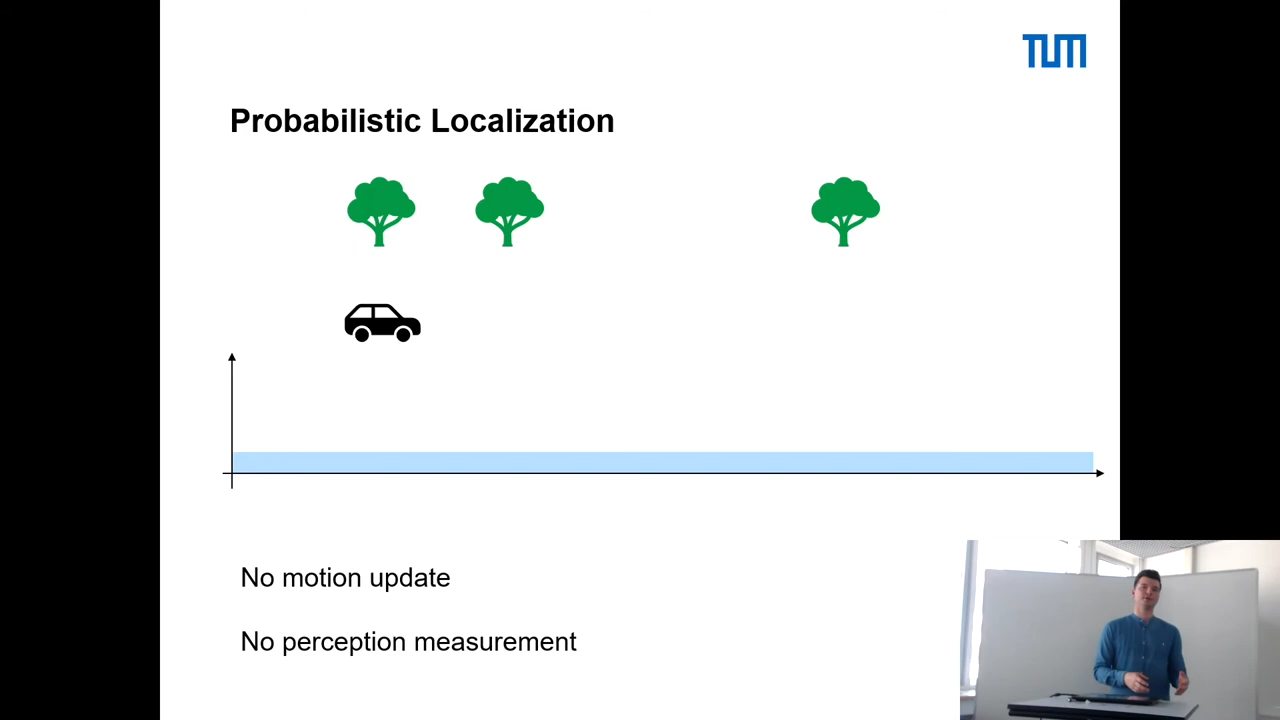 TUM
Probabilistic Localization
No motion update
No perception measurement